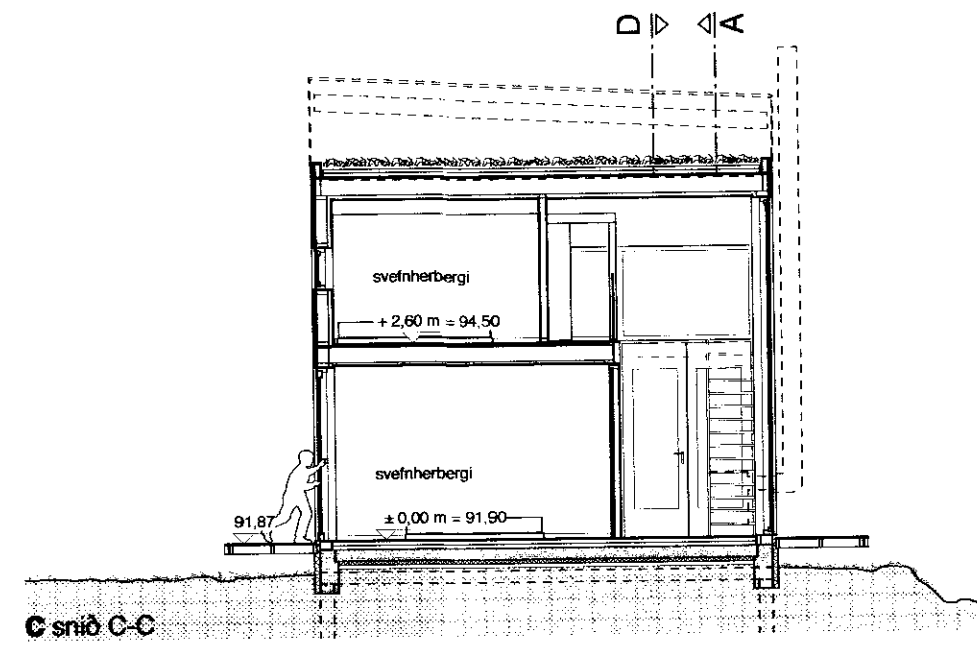 D A
svefnherbergi
+ 2,60 m = 94,50
svefnherbergi
91,87
± 0,00 m = 91,90
C snið C-C